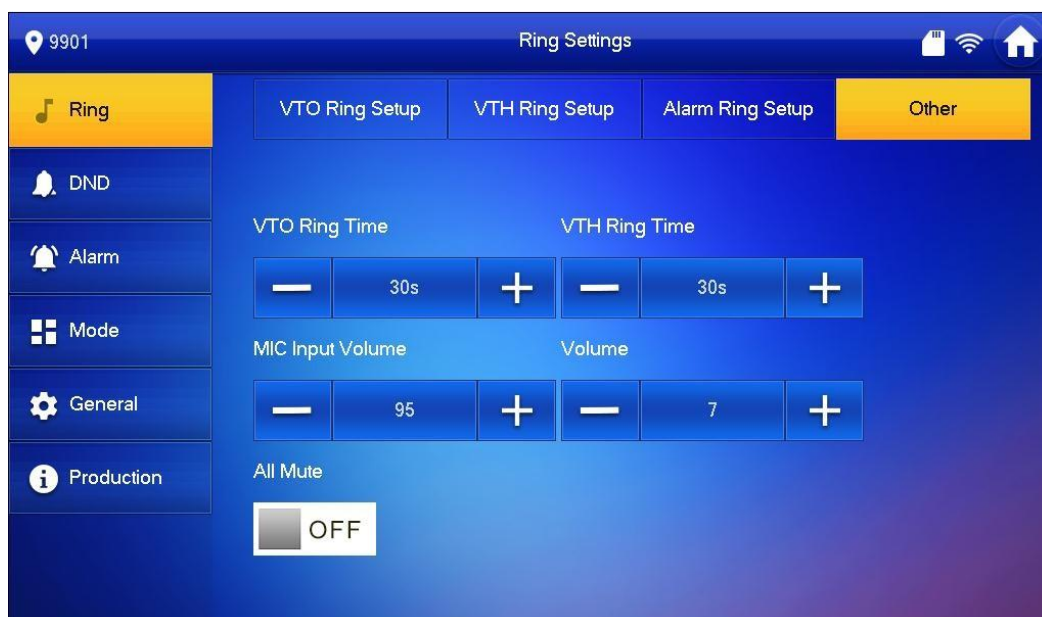 9901
Ring Settings
Ring
VTO Ring Setup
VTH Ring Setup
Alarm Ring Setup
Other
DND
Alarm
Mode
General
Production
VTO Ring Time
VTH Ring Time
30s
30s
MIC Input Volume
Volume
95
7
All Mute
OFF